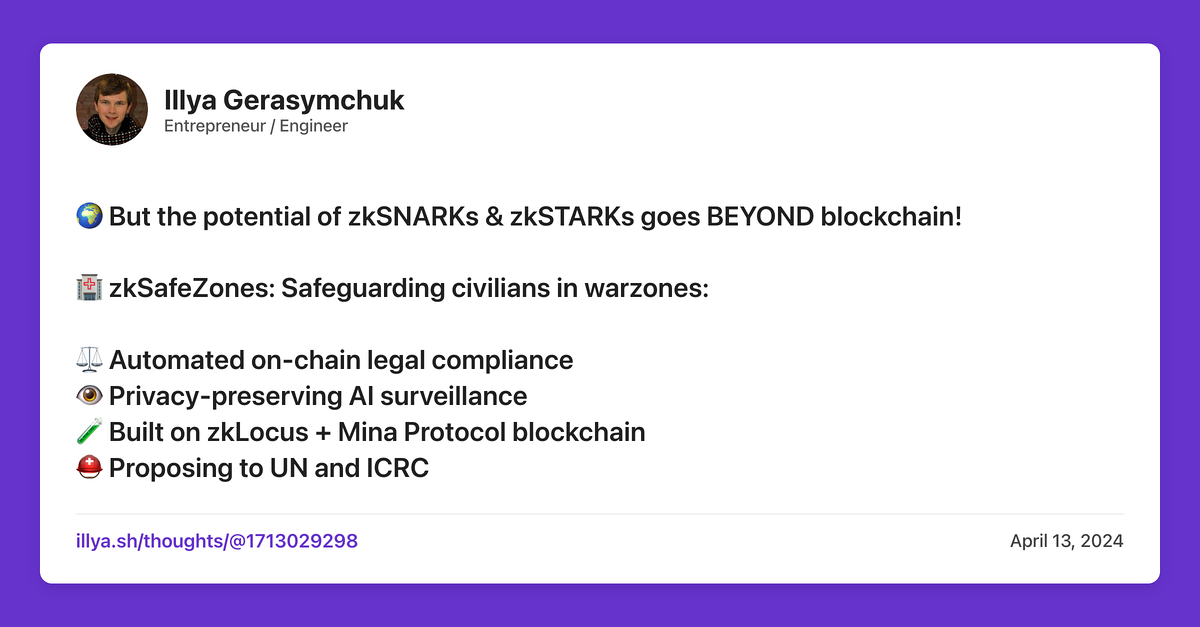 Illya Gerasymchuk
Entrepreneur / Engineer
🌍 But the potential of zkSNARKs & zkSTARKs goes BEYOND blockchain!
🏥 zkSafeZones: Safeguarding civilians in warzones:
⚖️ Automated on-chain legal compliance
👁️ Privacy-preserving AI surveillance
🧪 Built on zkLocus + Mina Protocol blockchain
⛑️ Proposing to UN and ICRC
illya.sh/thoughts/@1713029298
April 13, 2024